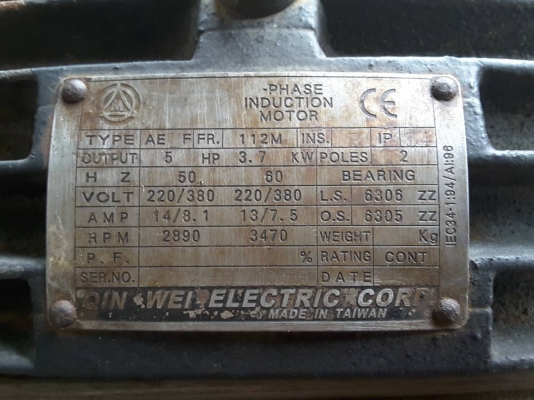 -PHASE
INDUCTION
MOTOR
CE
TYPE AE F FR. 112M INS. IP
OUTPUT 5 HP 3.7 KW POLES 2
HZ 50 60 BEARING
VOLT 220/380 220/380 L.S. 6306 ZZ
AMP 14/8.1 13/7.5 O.S. 6305 ZZ
RPM 2890 3470 WEIGHT Kg
P.F. % RATING CONT
SER.NO. DATE
QIN WEI ELECTRIC CORP
MADE IN TAIWAN
IEC34-1:94/A1:96